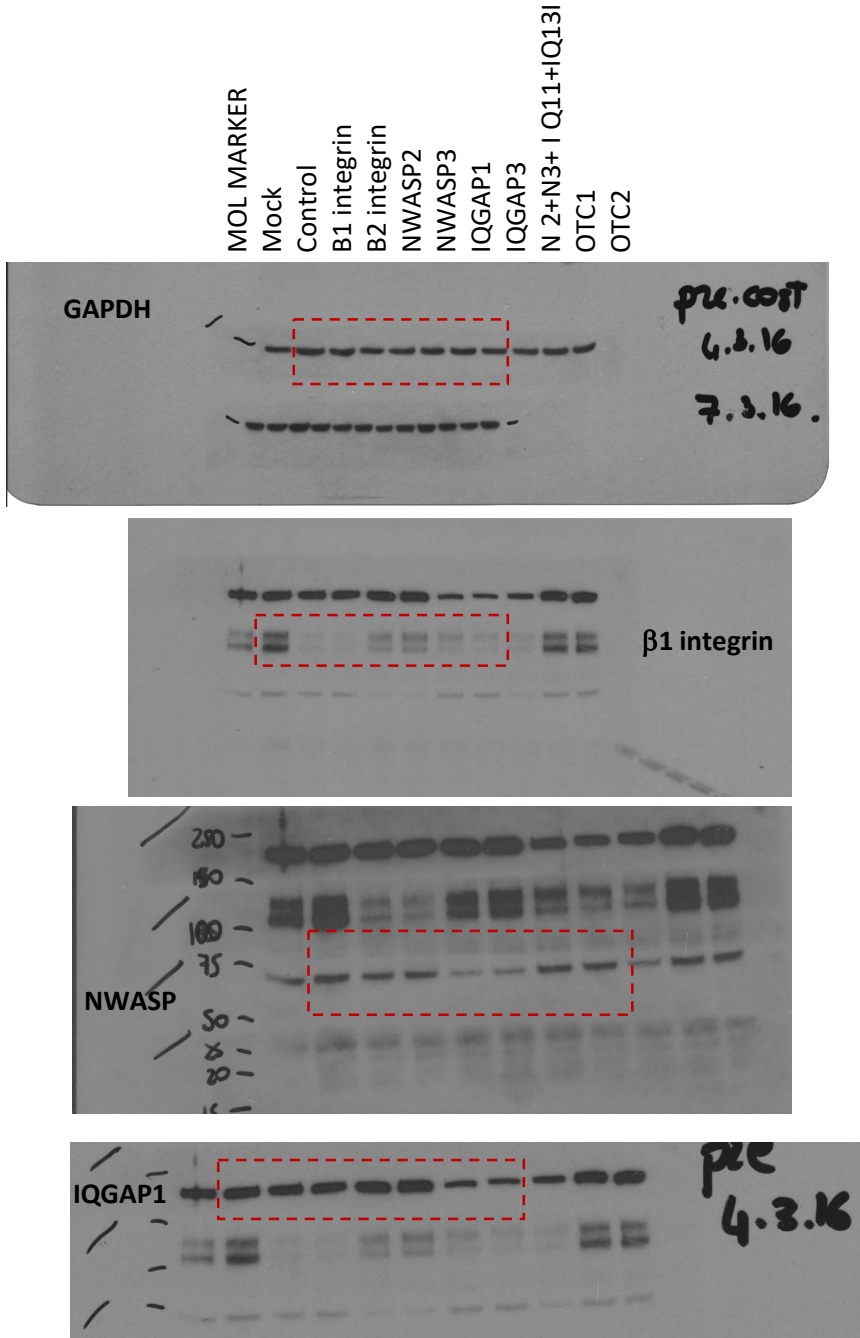 MOL MARKER
Mock
Control
B1 integrin
B2 integrin
NWASP2
NWASP3
IQGAP1
IQGAP3
N 2+N3+ I Q11+IQ13I
OTC1
OTC2
GAPDH
pre.cost
4.3.16
7.3.16.
β1 integrin
250
150
100
75
NWASP
50
25
20
15
IQGAP1
pre
4.3.16